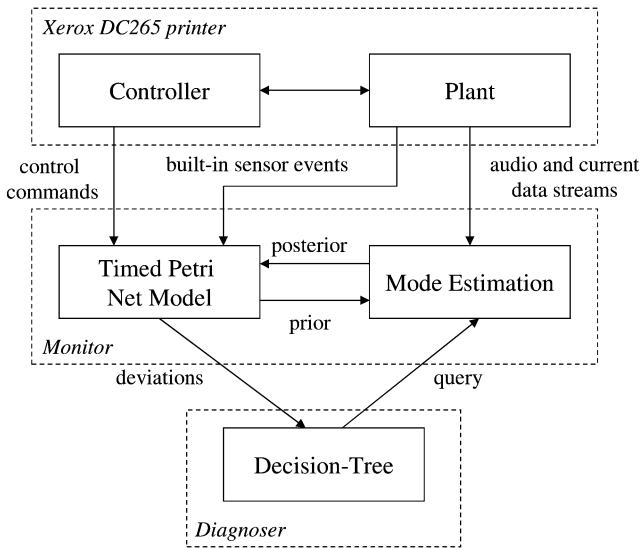 Xerox DC265 printer
Controller
Plant
control
commands
built-in sensor events
audio and current
data streams
Timed Petri
Net Model
posterior
prior
Mode Estimation
Monitor
deviations
query
Decision-Tree
Diagnoser